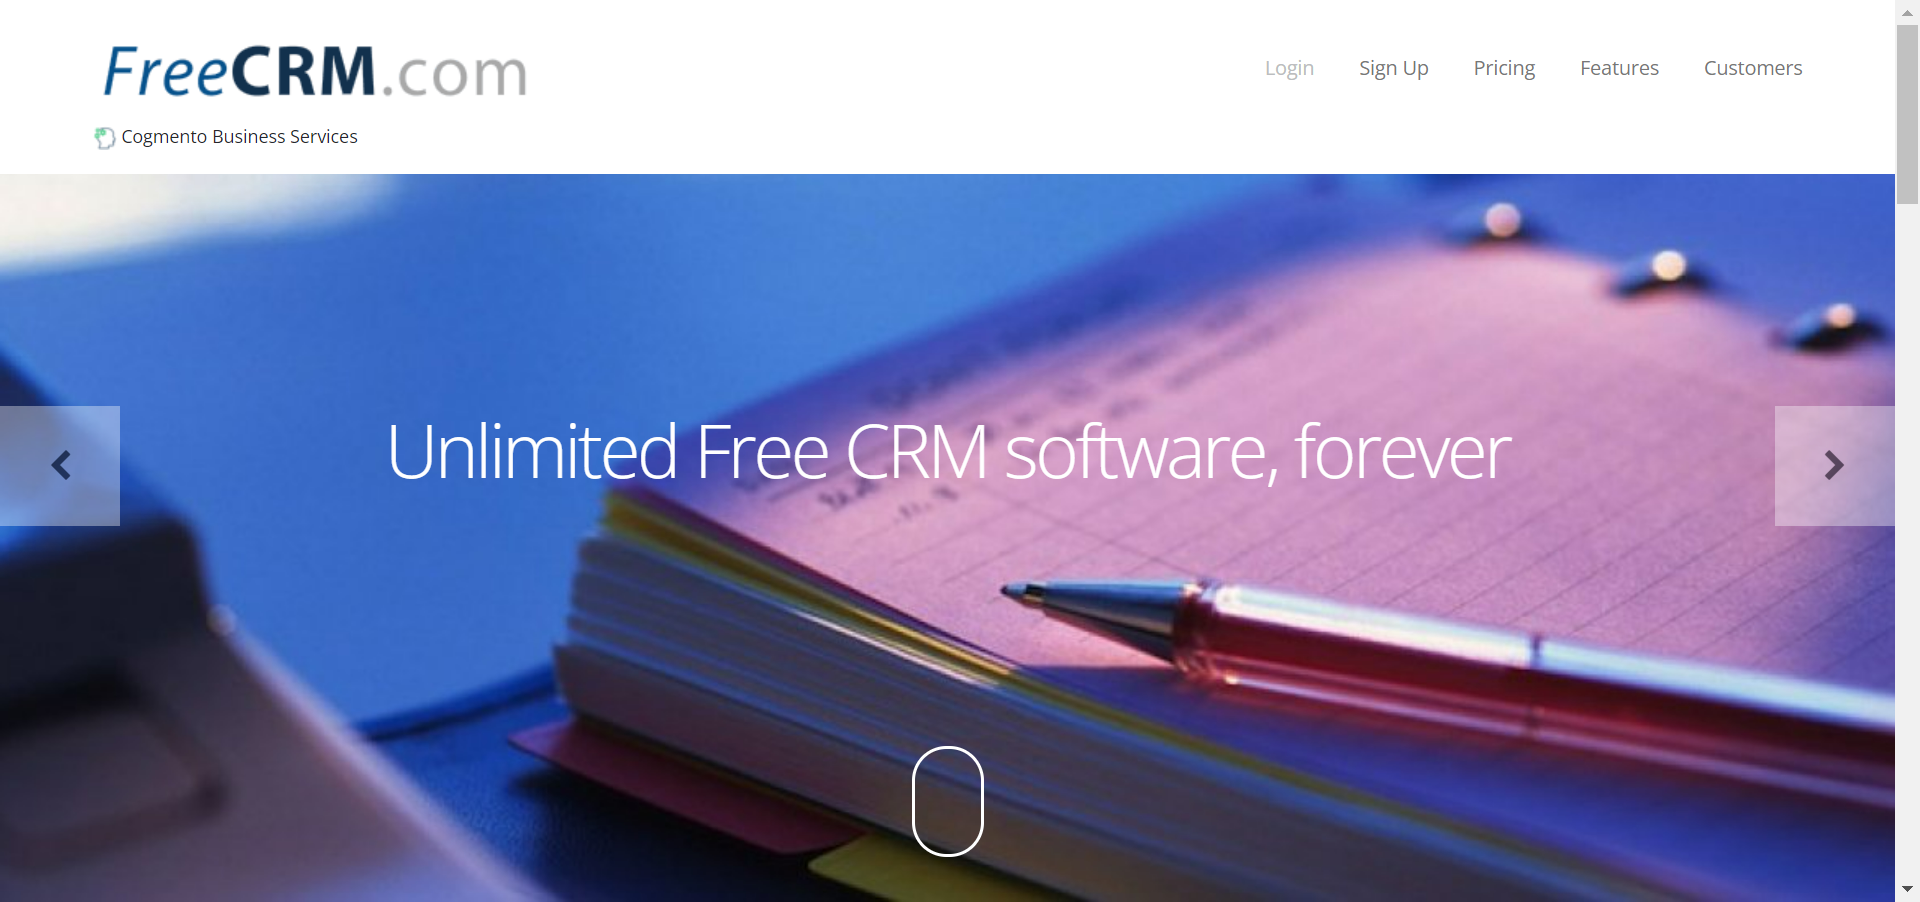 FreeCRM.com
Login Sign Up Pricing Features Customers
Cogmento Business Services
Unlimited Free CRM software, forever